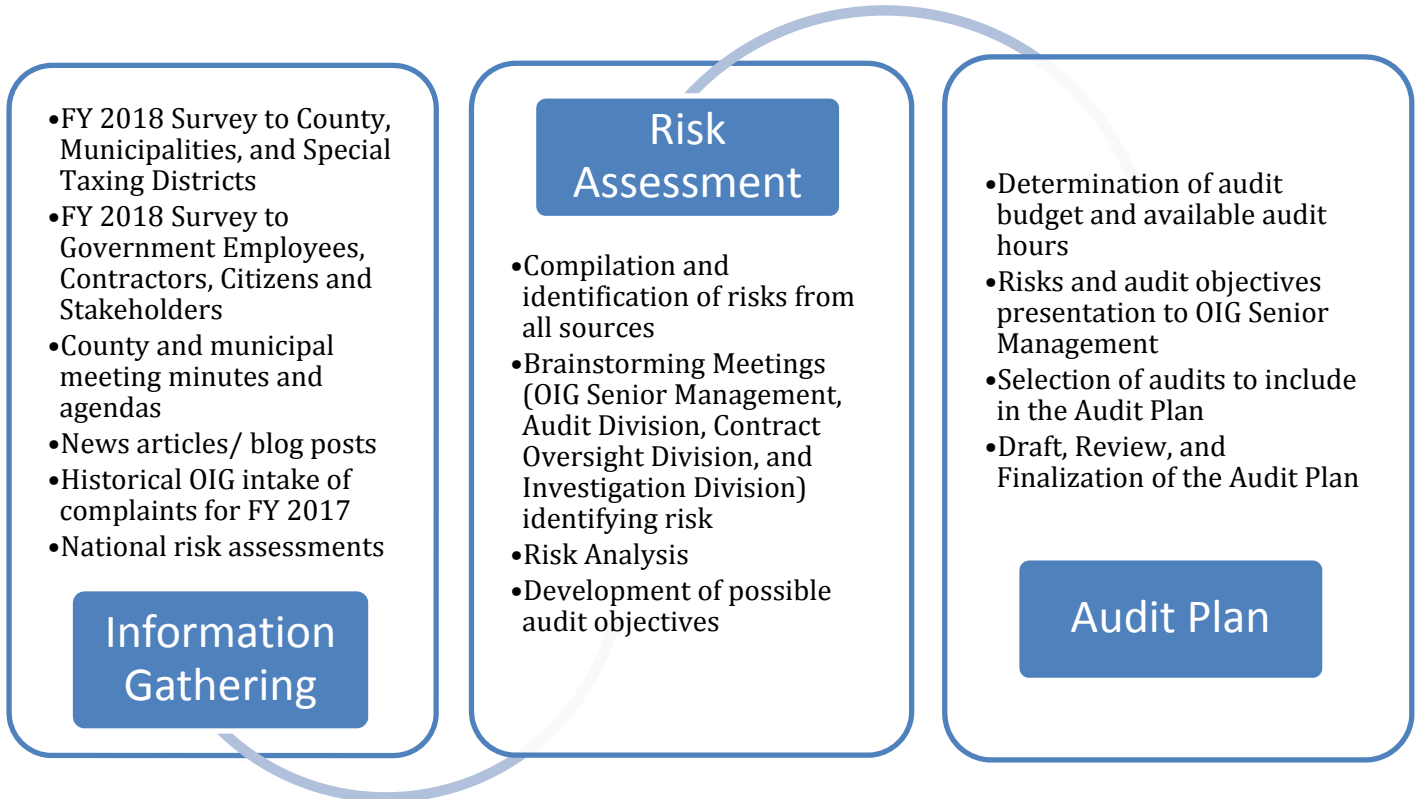 •FY 2018 Survey to County,
Municipalities, and Special
Taxing Districts
•FY 2018 Survey to
Government Employees,
Contractors, Citizens and
Stakeholders
•County and municipal
meeting minutes and
agendas
•News articles/ blog posts
•Historical OIG intake of
complaints for FY 2017
•National risk assessments
Information
Gathering
Risk
Assessment
•Compilation and
identification of risks from
all sources
•Brainstorming Meetings
(OIG Senior Management,
Audit Division, Contract
Oversight Division, and
Investigation Division)
identifying risk
•Risk Analysis
•Development of possible
audit objectives
•Determination of audit
budget and available audit
hours
•Risks and audit objectives
presentation to OIG Senior
Management
•Selection of audits to include
in the Audit Plan
•Draft, Review, and
Finalization of the Audit Plan
Audit Plan